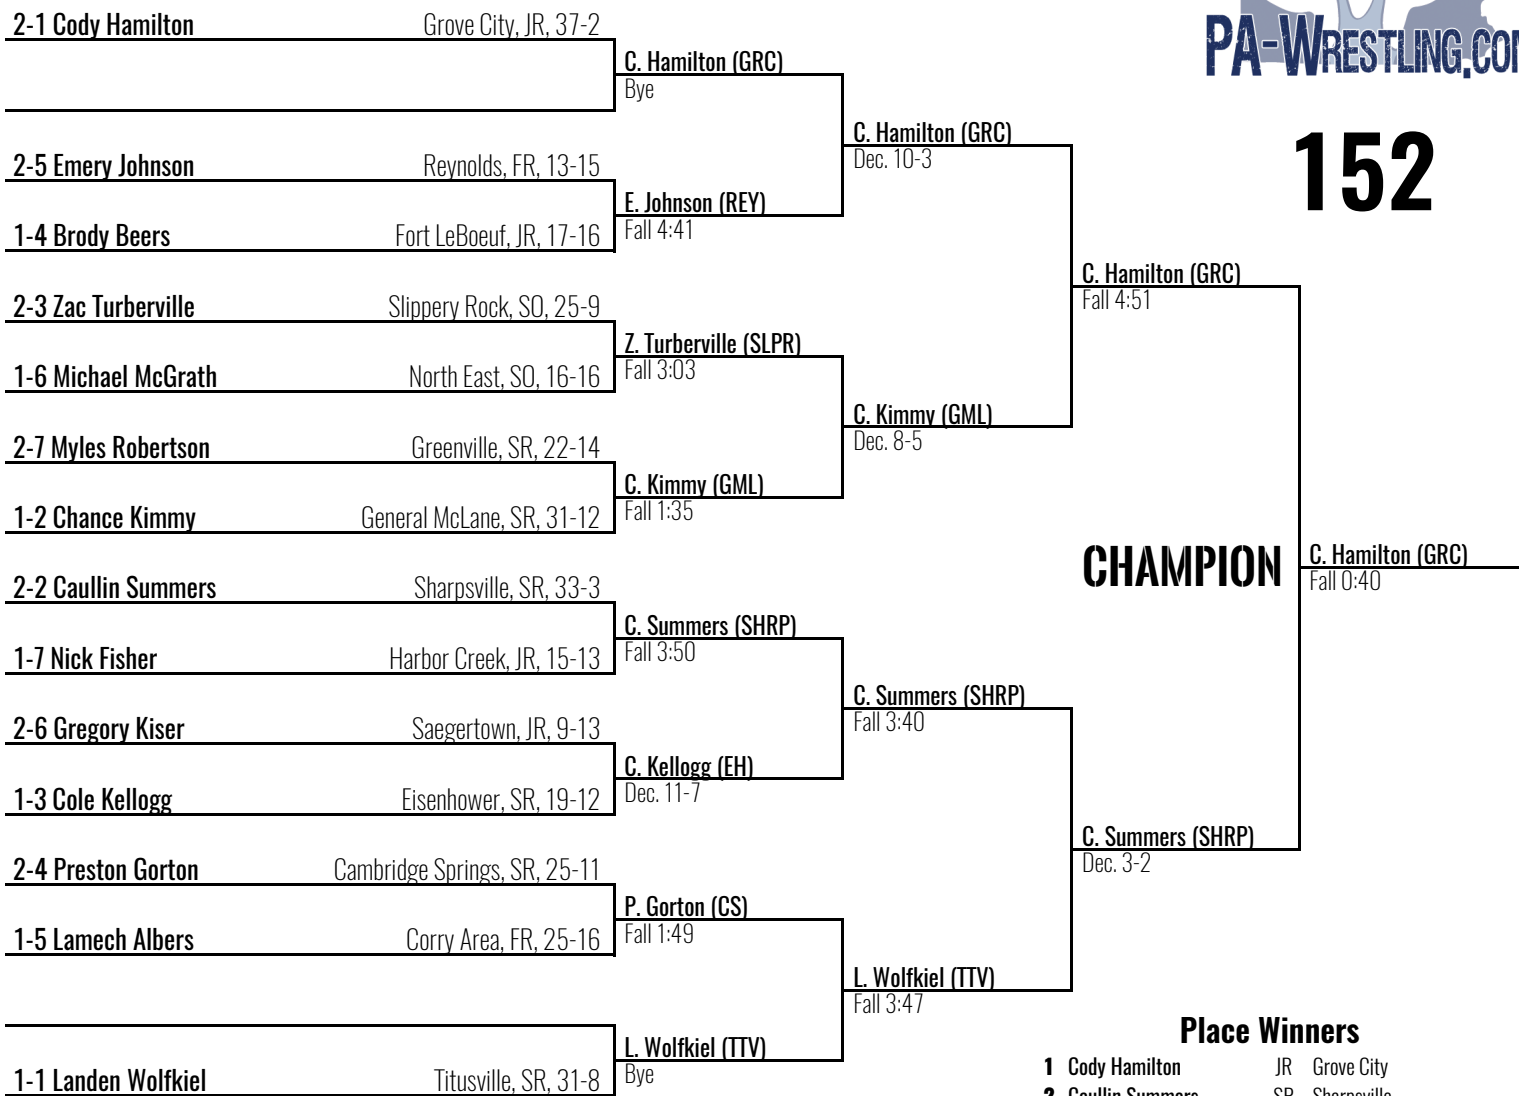 2-1 Cody Hamilton Grove City, JR, 37-2
C. Hamilton (GRC)
Bye
2-5 Emery Johnson Reynolds, FR, 13-15
E. Johnson (REY)
Fall 4:41
1-4 Brody Beers Fort LeBoeuf, JR, 17-16
C. Hamilton (GRC)
Dec. 10-3
2-3 Zac Turberville Slippery Rock, SO, 25-9
Z. Turberville (SLPR)
Fall 3:03
1-6 Michael McGrath North East, SO, 16-16
2-7 Myles Robertson Greenville, SR, 22-14
C. Kimmy (GML)
Fall 1:35
1-2 Chance Kimmy General McLane, SR, 31-12
C. Kimmy (GML)
Dec. 8-5
C. Hamilton (GRC)
Fall 4:51
2-2 Caullin Summers Sharpsville, SR, 33-3
C. Summers (SHRP)
Fall 3:50
1-7 Nick Fisher Harbor Creek, JR, 15-13
2-6 Gregory Kiser Saegertown, JR, 9-13
C. Kellogg (EH)
Dec. 11-7
1-3 Cole Kellogg Eisenhower, SR, 19-12
C. Summers (SHRP)
Fall 3:40
2-4 Preston Gorton Cambridge Springs, SR, 25-11
P. Gorton (CS)
Fall 1:49
1-5 Lamech Albers Corry Area, FR, 25-16
L. Wolfkiel (TTV)
Bye
1-1 Landen Wolfkiel Titusville, SR, 31-8
L. Wolfkiel (TTV)
Fall 3:47
C. Summers (SHRP)
Dec. 3-2
CHAMPION
C. Hamilton (GRC)
Fall 0:40
PA-WRESTLING.COM
152
Place Winners
1 Cody Hamilton JR Grove City
2 Caullin Summers SR Sharpsville